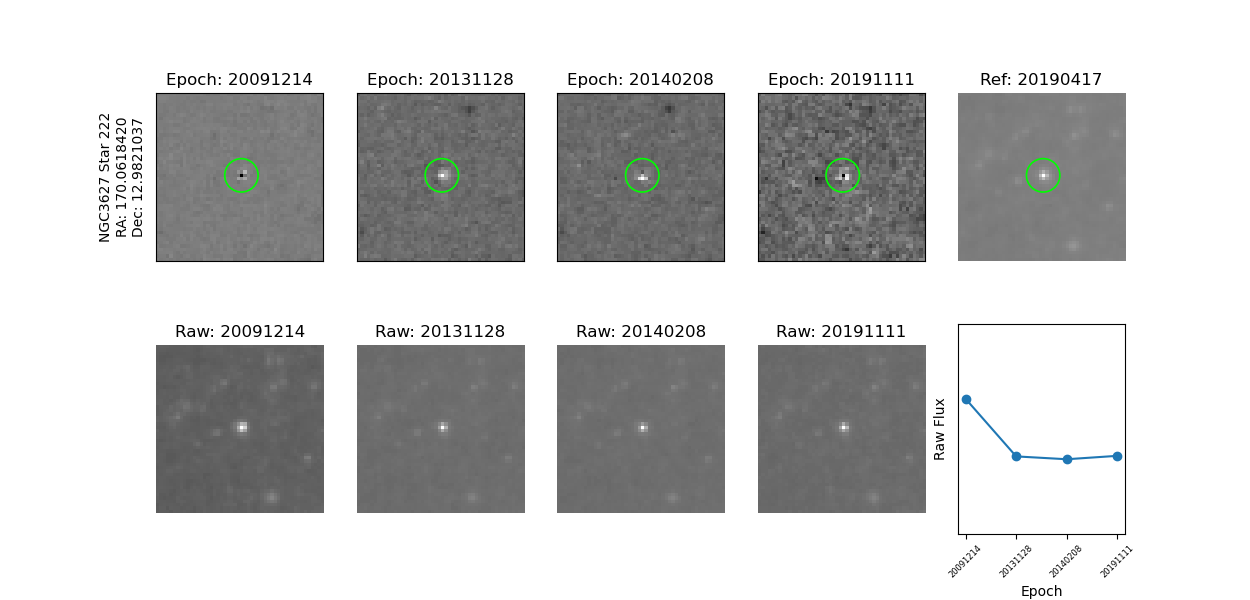 NGC3627 Star 222
RA: 170.0618420
Dec: 12.9821037
Epoch: 20091214
Epoch: 20131128
Epoch: 20140208
Epoch: 20191111
Ref: 20190417
Raw: 20091214
Raw: 20131128
Raw: 20140208
Raw: 20191111
Raw Flux
20091214
20131128
20140208
20191111
Epoch